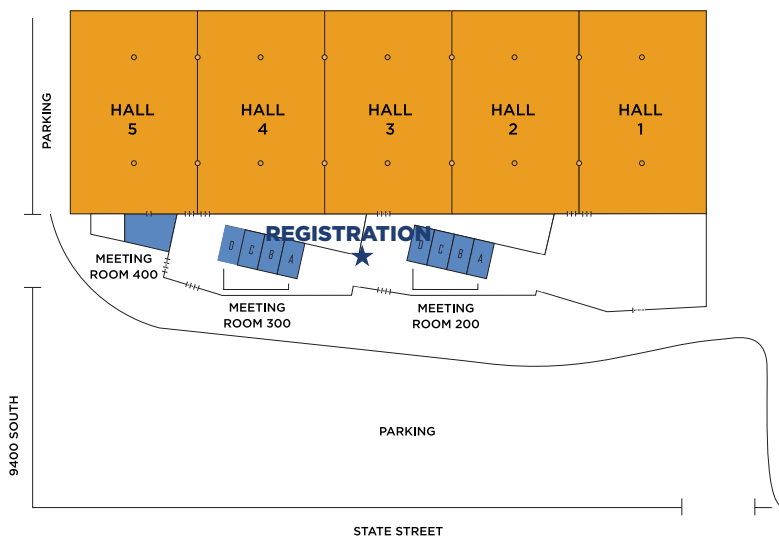 PARKING
HALL
5
HALL
4
HALL
3
HALL
2
HALL
1
REGISTRATION
D
C
B
A
D
C
B
A
MEETING
ROOM 400
MEETING
ROOM 300
MEETING
ROOM 200
9400 SOUTH
PARKING
STATE STREET